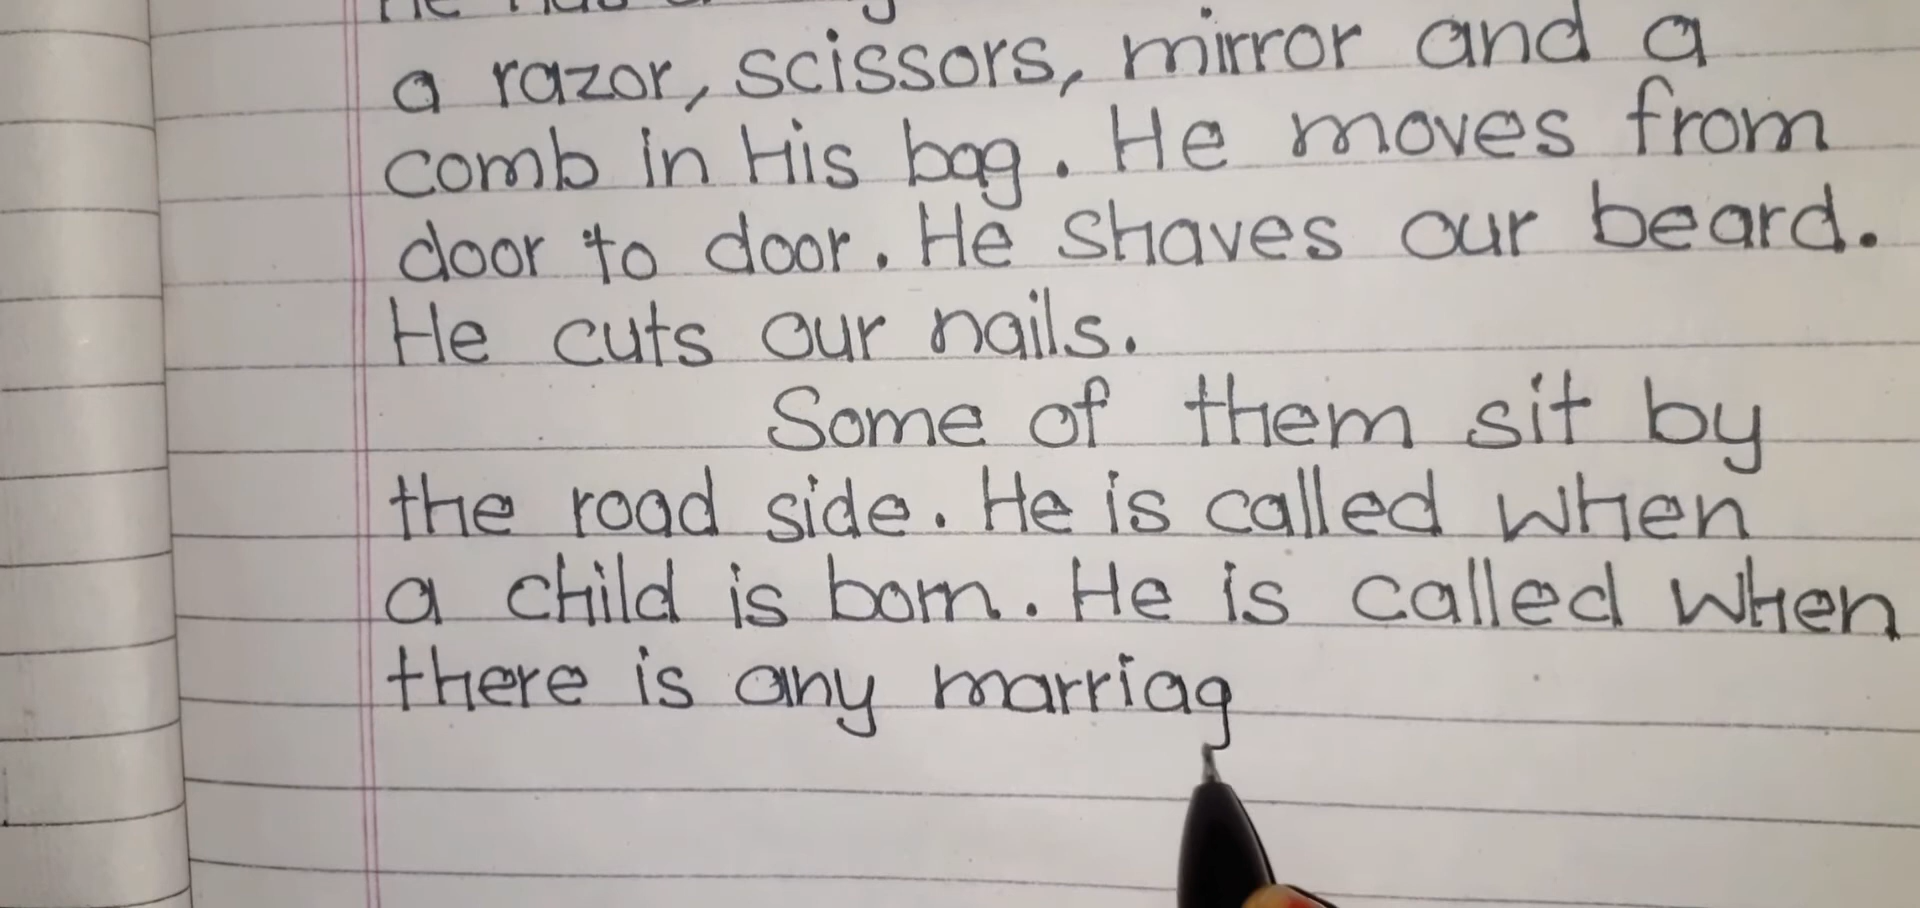 He has a
a razor, scissors, mirror and a
comb in His bag. He moves from
door to door. He shaves our beard.
He cuts our nails.
Some of them sit by
the road side. He is called when
a child is born. He is called when
there is any marriag